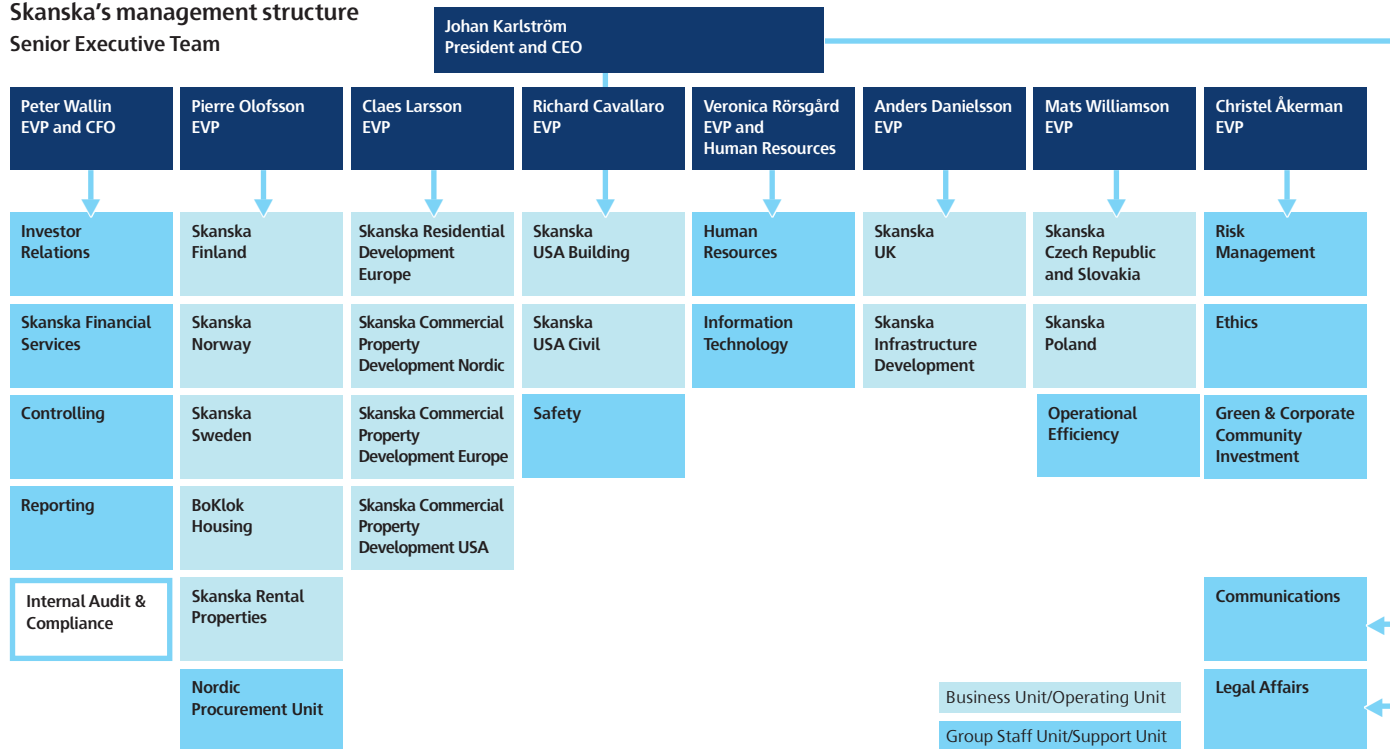 Skanska's management structure
Senior Executive Team
Johan Karlström
President and CEO
Peter Wallin
EVP and CFO
Pierre Olofsson
EVP
Claes Larsson
EVP
Richard Cavallaro
EVP
Veronica Rörsgård
EVP and
Human Resources
Anders Danielsson
EVP
Mats Williamson
EVP
Christel Åkerman
EVP
Investor
Relations
Skanska
Finland
Skanska Residential
Development
Europe
Skanska
USA Building
Human
Resources
Skanska
UK
Skanska
Czech Republic
and Slovakia
Risk
Management
Skanska Financial
Services
Skanska
Norway
Skanska Commercial
Property
Development Nordic
Skanska
USA Civil
Information
Technology
Skanska
Infrastructure
Development
Skanska
Poland
Ethics
Controlling
Skanska
Sweden
Skanska Commercial
Property
Development Europe
Safety
Operational
Efficiency
Green & Corporate
Community
Investment
Reporting
BoKlok
Housing
Skanska Commercial
Property
Development USA
Internal Audit &
Compliance
Skanska Rental
Properties
Communications
Nordic
Procurement Unit
Legal Affairs
Business Unit/Operating Unit
Group Staff Unit/Support Unit